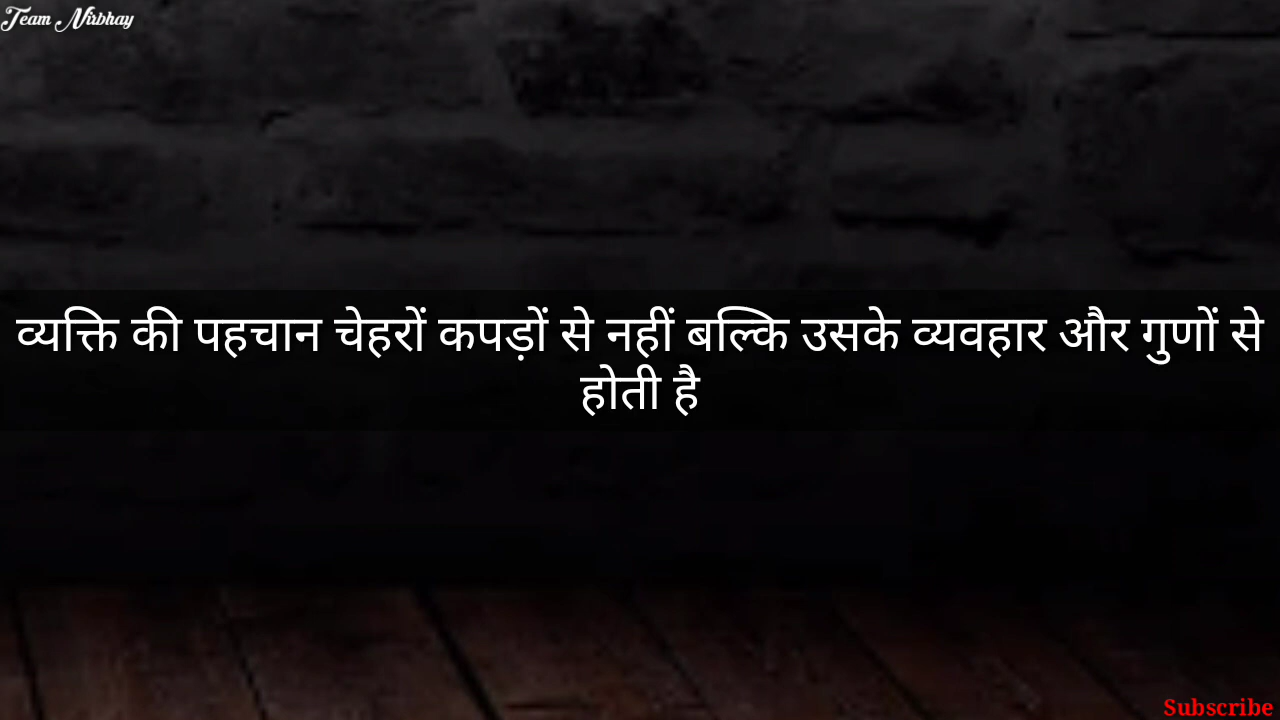 Team Nirbhay
व्यक्ति की पहचान चेहरों कपड़ों से नहीं बल्कि उसके व्यवहार और गुणों से
होती है
Subscribe